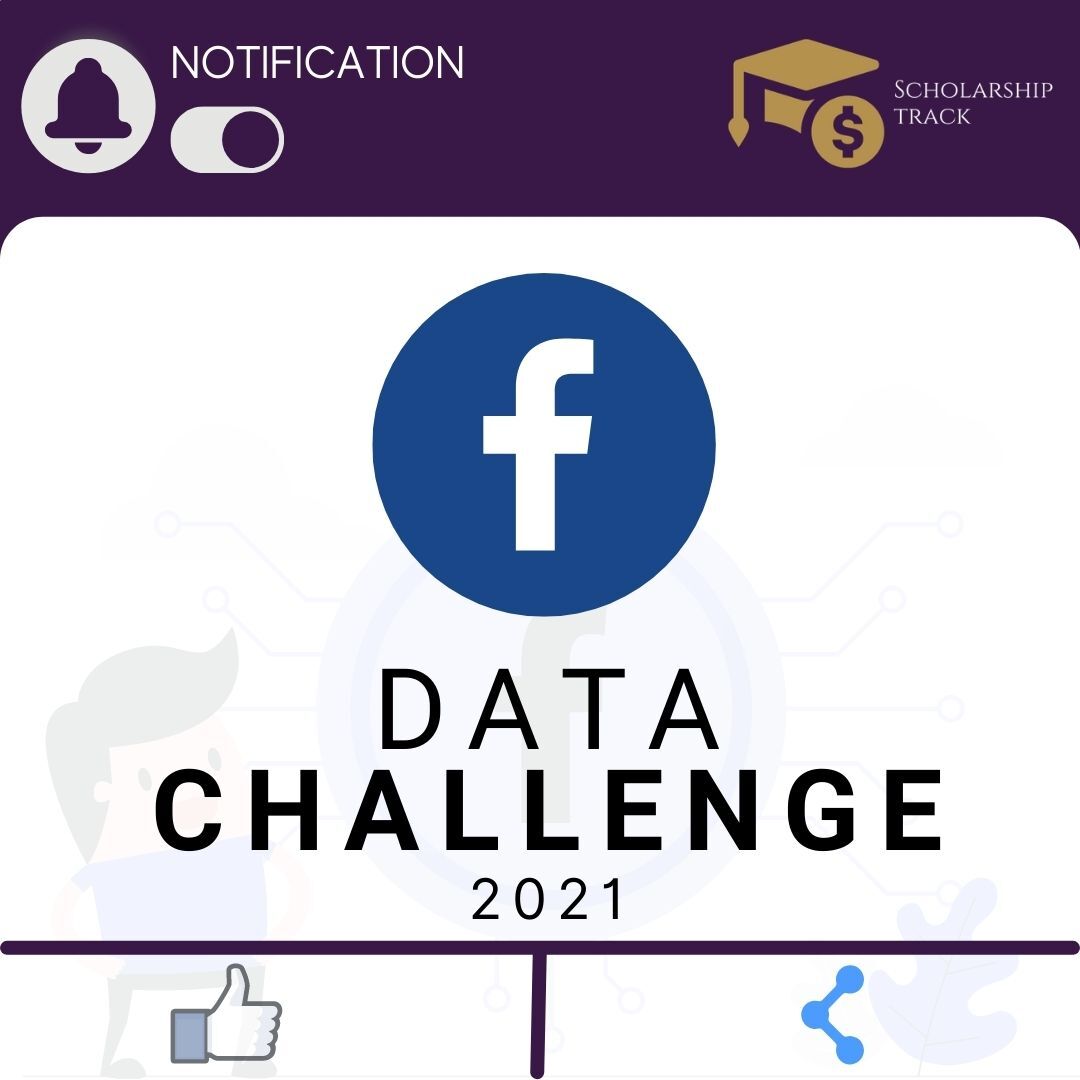 NOTIFICATION
SCHOLARSHIP
TRACK
$
f
DATA
CHALLENGE
2021